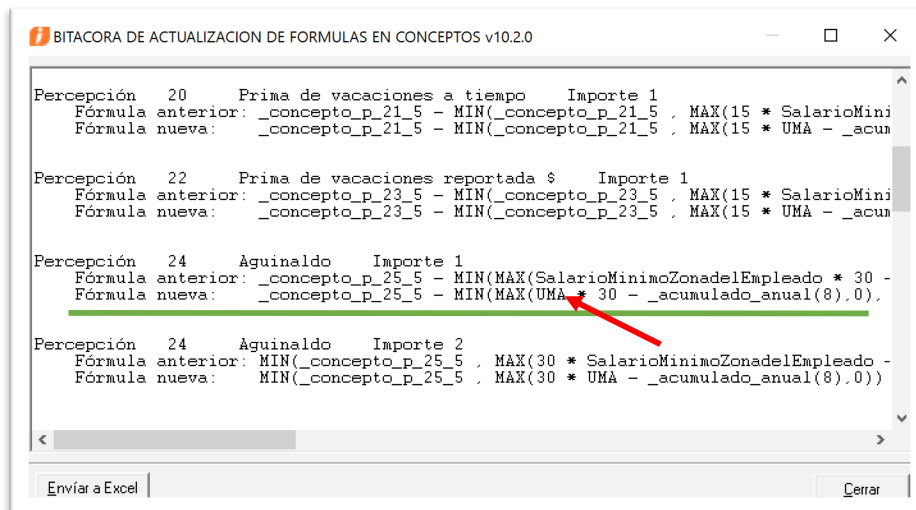 BITACORA DE ACTUALIZACION DE FORMULAS EN CONCEPTOS v10.2.0
Percepción 20 Prima de vacaciones a tiempo Importe 1
Fórmula anterior: _concepto_p_21_5 - MIN(_concepto_p_21_5 , MAX(15 * SalarioMini
Fórmula nueva: _concepto_p_21_5 - MIN(_concepto_p_21_5 , MAX(15 * UMA - _acum
Percepción 22 Prima de vacaciones reportada $ Importe 1
Fórmula anterior: _concepto_p_23_5 - MIN(_concepto_p_23_5 , MAX(15 * SalarioMini
Fórmula nueva: _concepto_p_23_5 - MIN(_concepto_p_23_5 , MAX(15 * UMA - _acum
Percepción 24 Aguinaldo Importe 1
Fórmula anterior: _concepto_p_25_5 - MIN(MAX(SalarioMinimoZonadelEmpleado * 30 -
Fórmula nueva: _concepto_p_25_5 - MIN(MAX(UMA * 30 - _acumulado_anual(8),0),
Percepción 24 Aguinaldo Importe 2
Fórmula anterior: MIN(_concepto_p_25_5 , MAX(30 * SalarioMinimoZonadelEmpleado -
Fórmula nueva: MIN(_concepto_p_25_5 , MAX(30 * UMA - _acumulado_anual(8),0))
Envíar a Excel
Cerrar